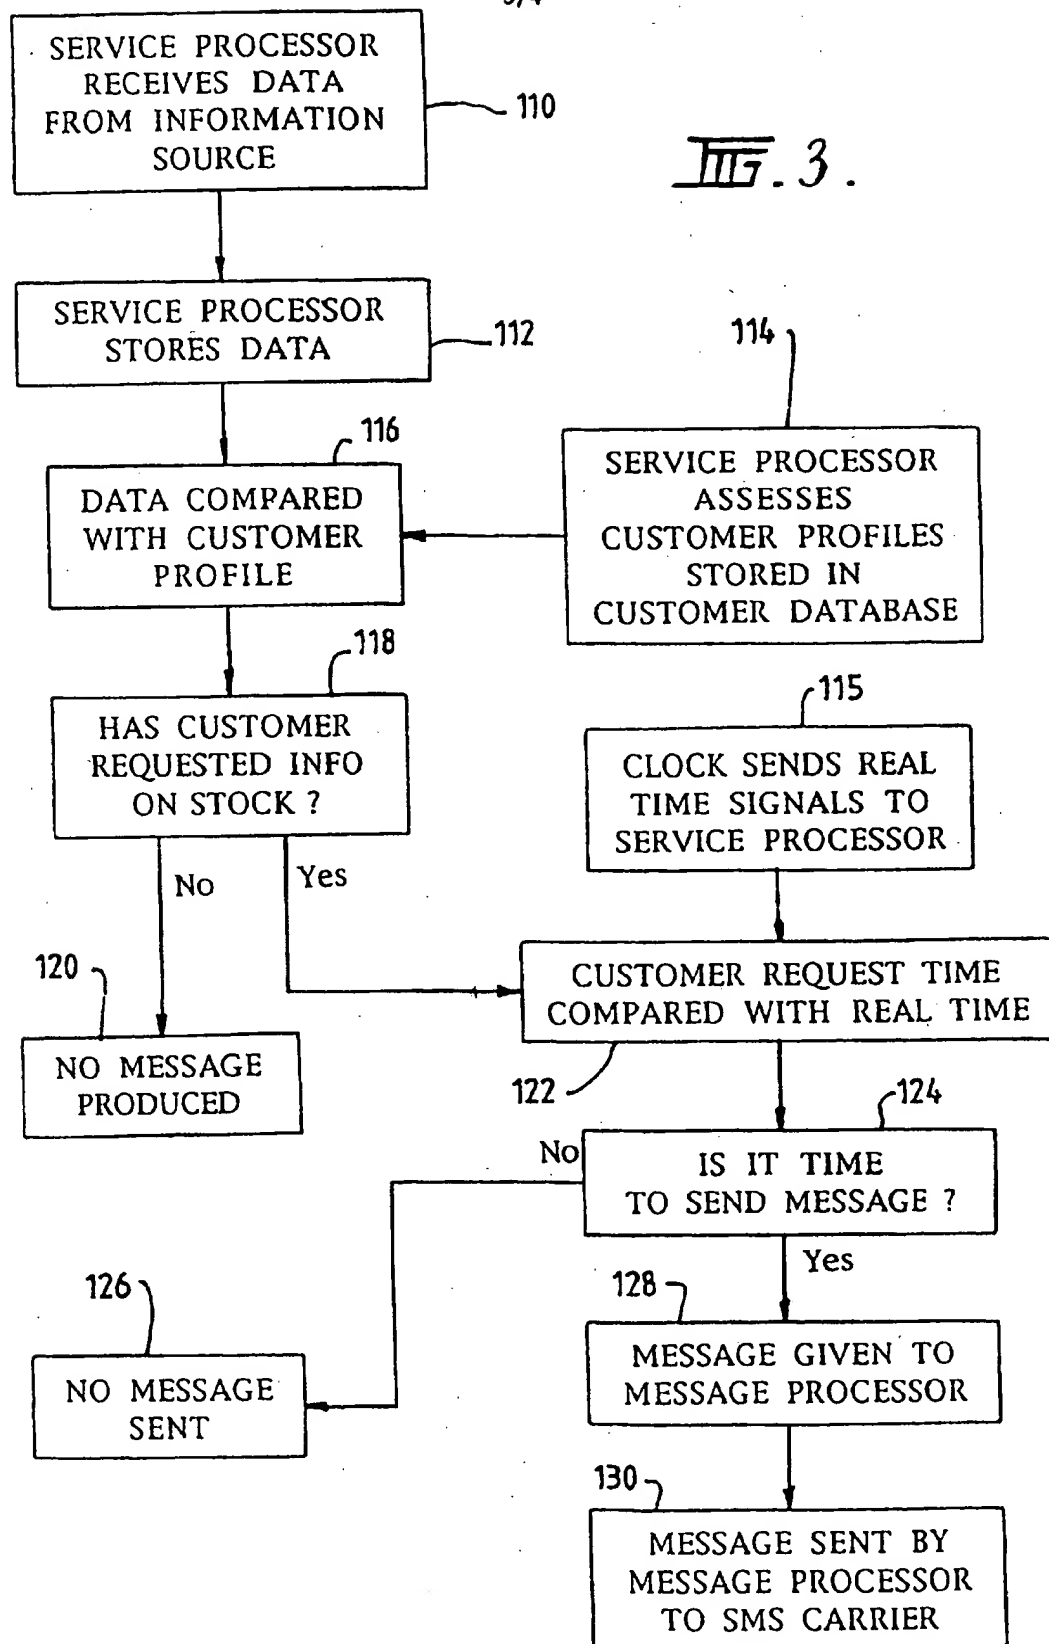 SERVICE PROCESSOR
RECEIVES DATA
FROM INFORMATION
SOURCE
110
FIG. 3.
SERVICE PROCESSOR
STORES DATA
112
114
116
DATA COMPARED
WITH CUSTOMER
PROFILE
SERVICE PROCESSOR
ASSESSES
CUSTOMER PROFILES
STORED IN
CUSTOMER DATABASE
118
HAS CUSTOMER
REQUESTED INFO
ON STOCK ?
115
CLOCK SENDS REAL
TIME SIGNALS TO
SERVICE PROCESSOR
No
Yes
120
NO MESSAGE
PRODUCED
CUSTOMER REQUEST TIME
COMPARED WITH REAL TIME
122
124
No
IS IT TIME
TO SEND MESSAGE ?
Yes
126
NO MESSAGE
SENT
128
MESSAGE GIVEN TO
MESSAGE PROCESSOR
130
MESSAGE SENT BY
MESSAGE PROCESSOR
TO SMS CARRIER